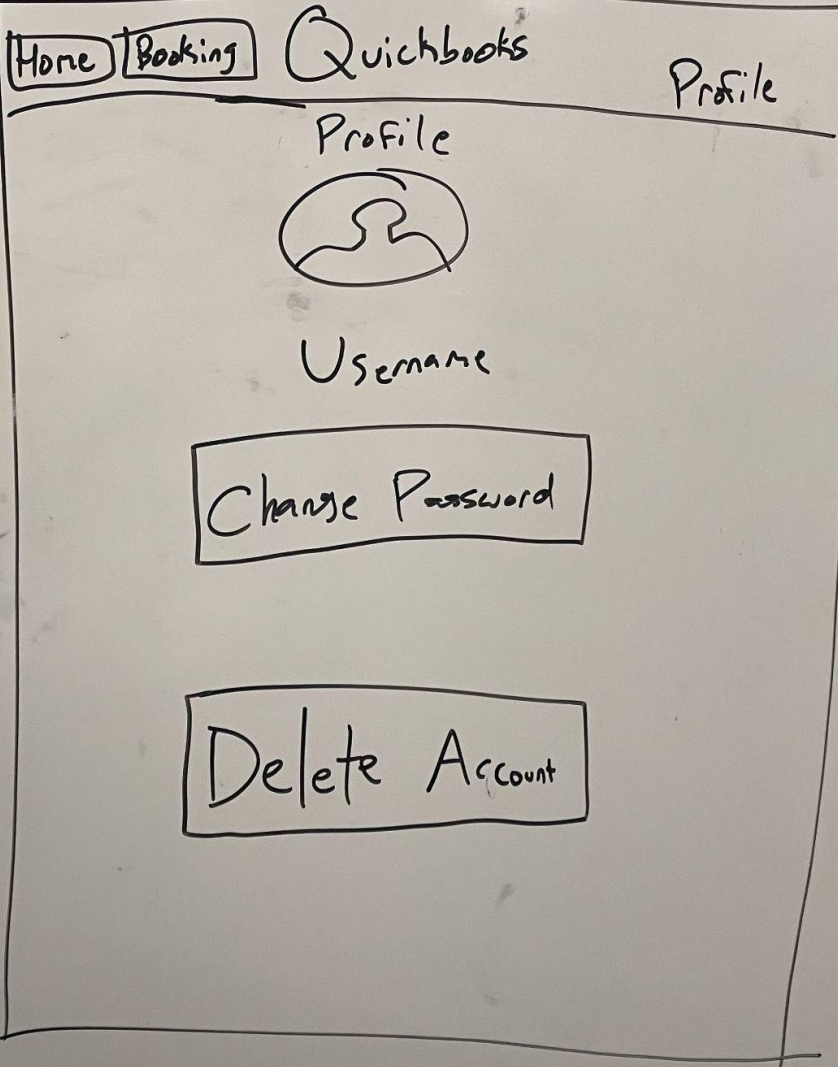 Home Booking Quickbooks Profile
Profile
Username
Change Password
Delete Account